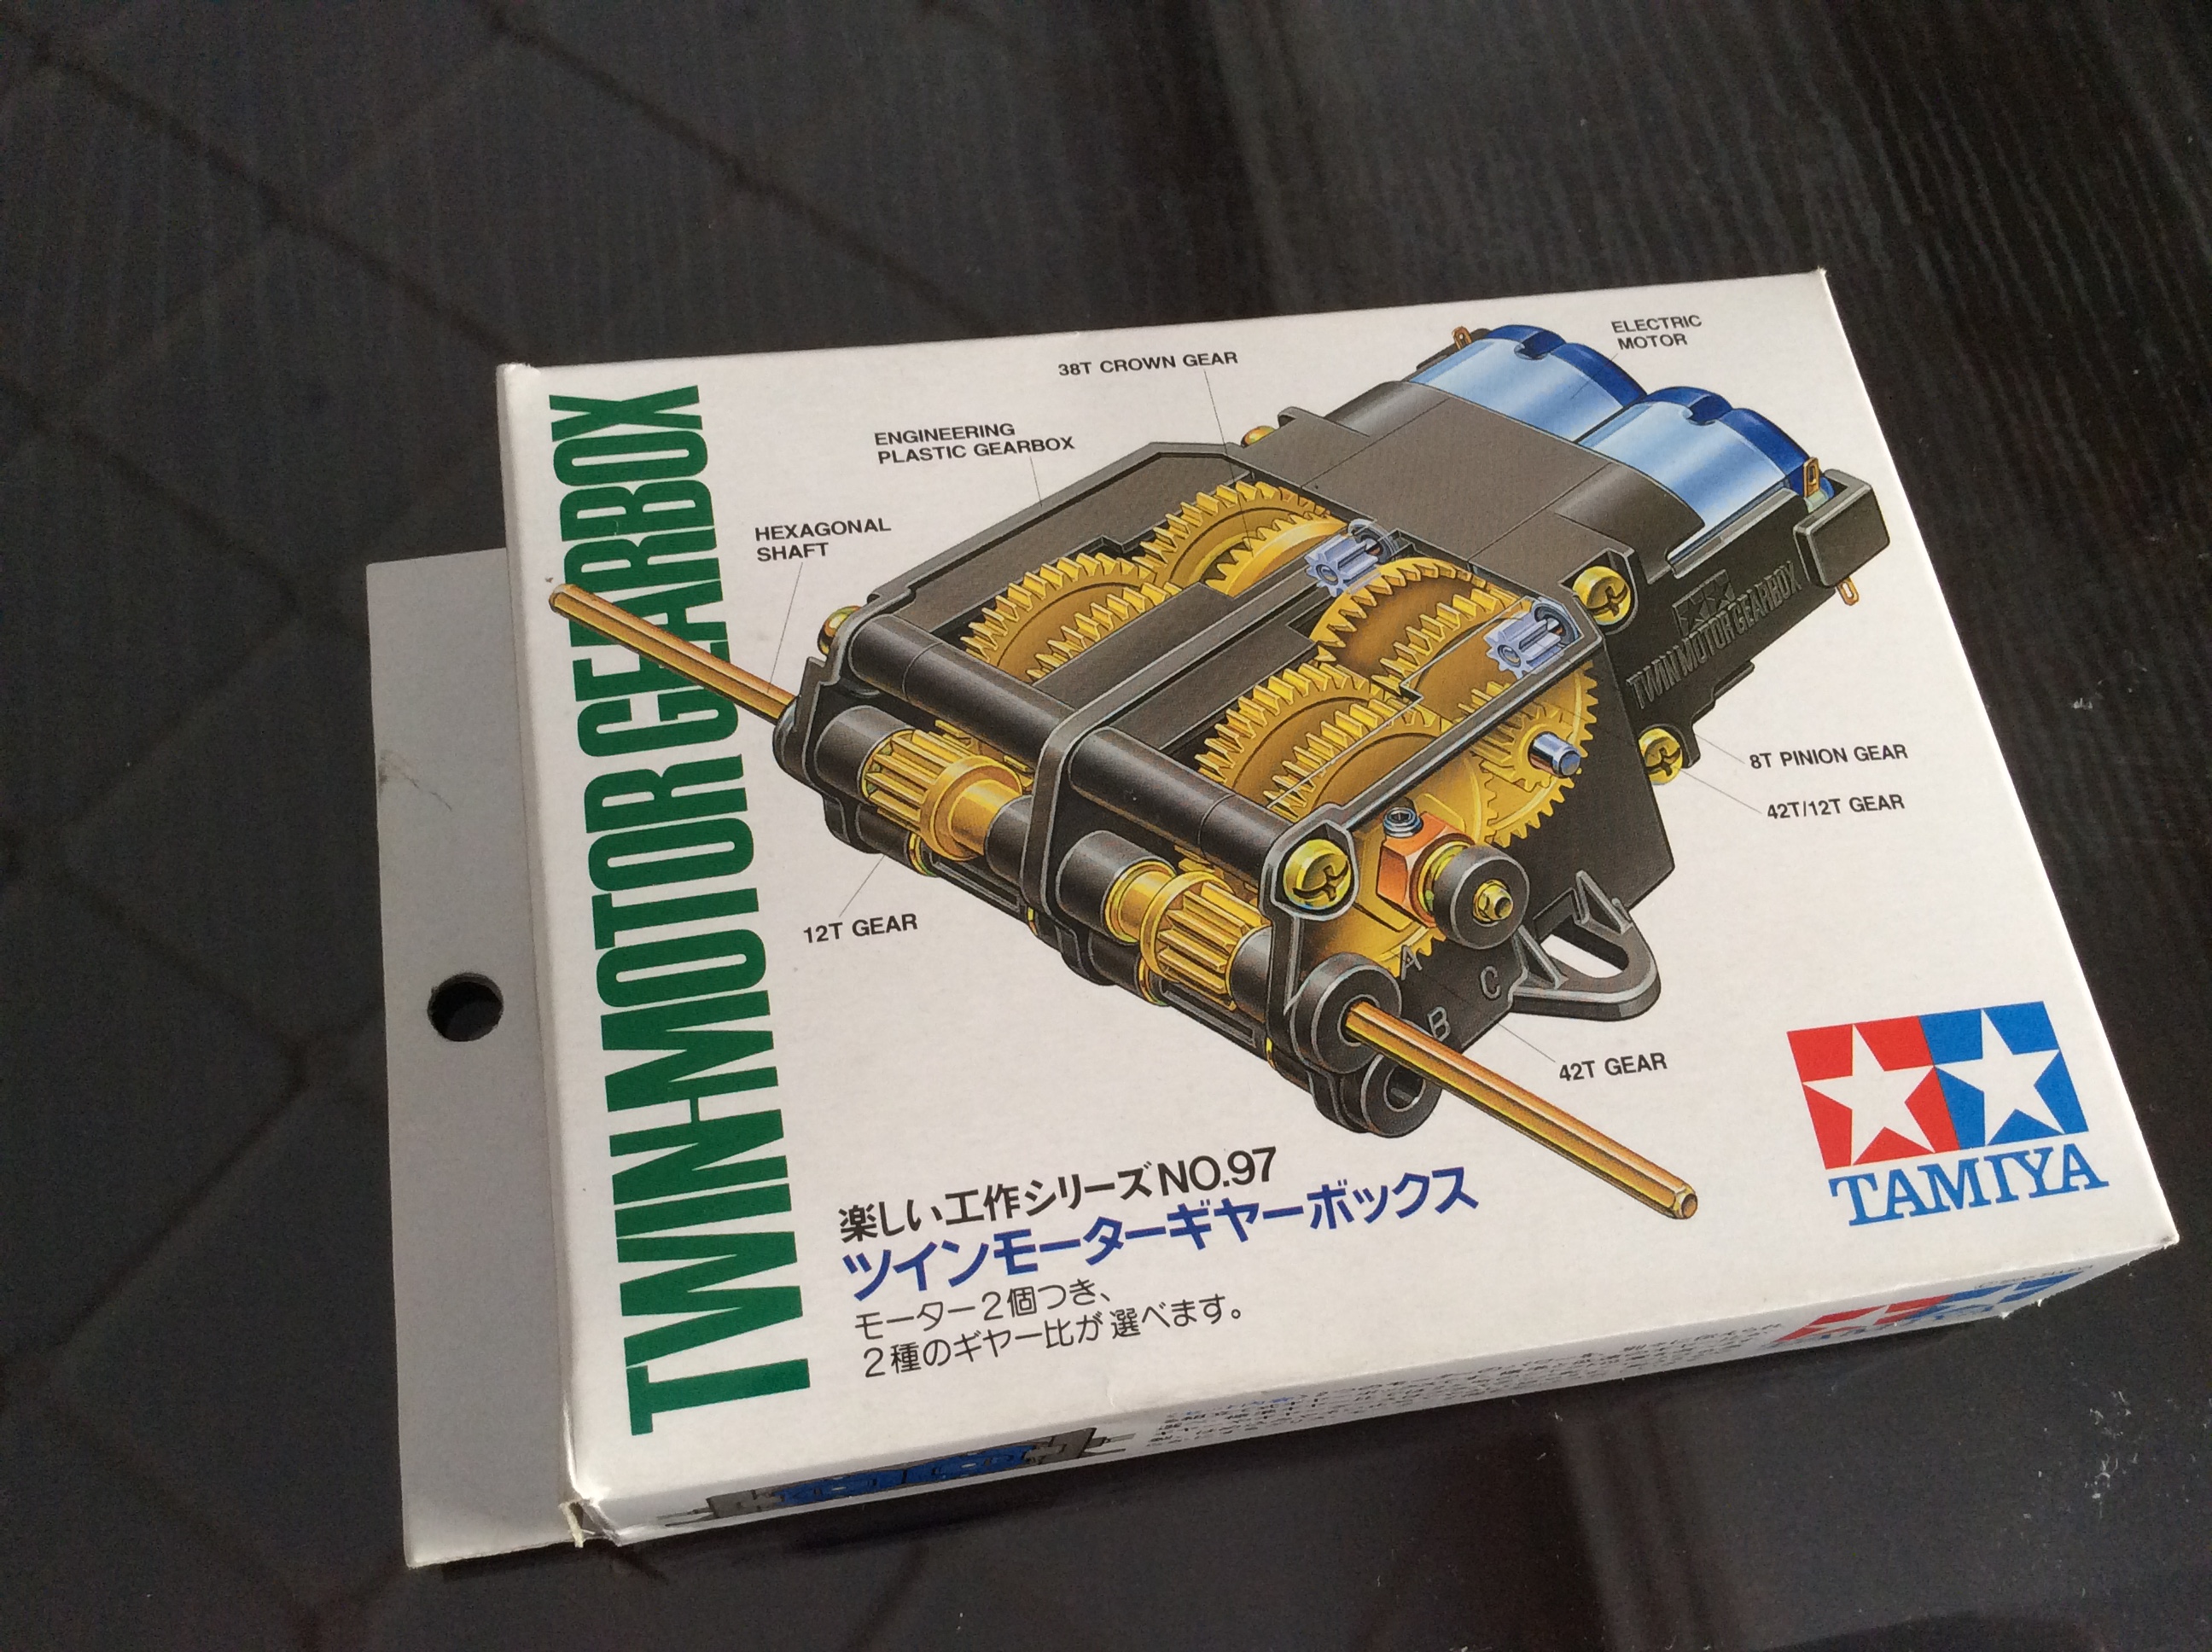 TWIN-MOTOR GEARBOX
ELECTRIC
MOTOR
38T CROWN GEAR
ENGINEERING
PLASTIC GEARBOX
HEXAGONAL
SHAFT
TWIN MOTOR GEARBOX
8T PINION GEAR
42T/12T GEAR
12T GEAR
A
C
B
42T GEAR
TAMIYA
楽しい工作シリーズNO.97
ツインモーターギヤーボックス
モーター2個つき、
2種のギヤー比が選べます。